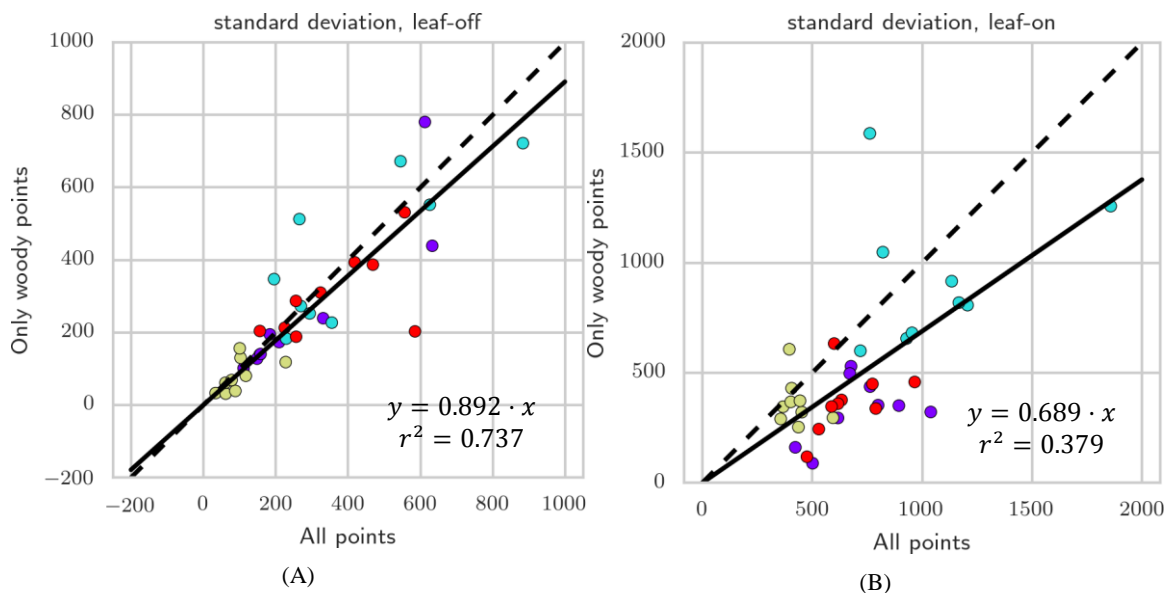 standard deviation, leaf-off
1000
800
600
400
200
0
−200
Only woody points
−200 0 200 400 600 800 1000
All points
y = 0.892 · x
r² = 0.737
(A)
standard deviation, leaf-on
2000
1500
1000
500
0
Only woody points
0 500 1000 1500 2000
All points
y = 0.689 · x
r² = 0.379
(B)